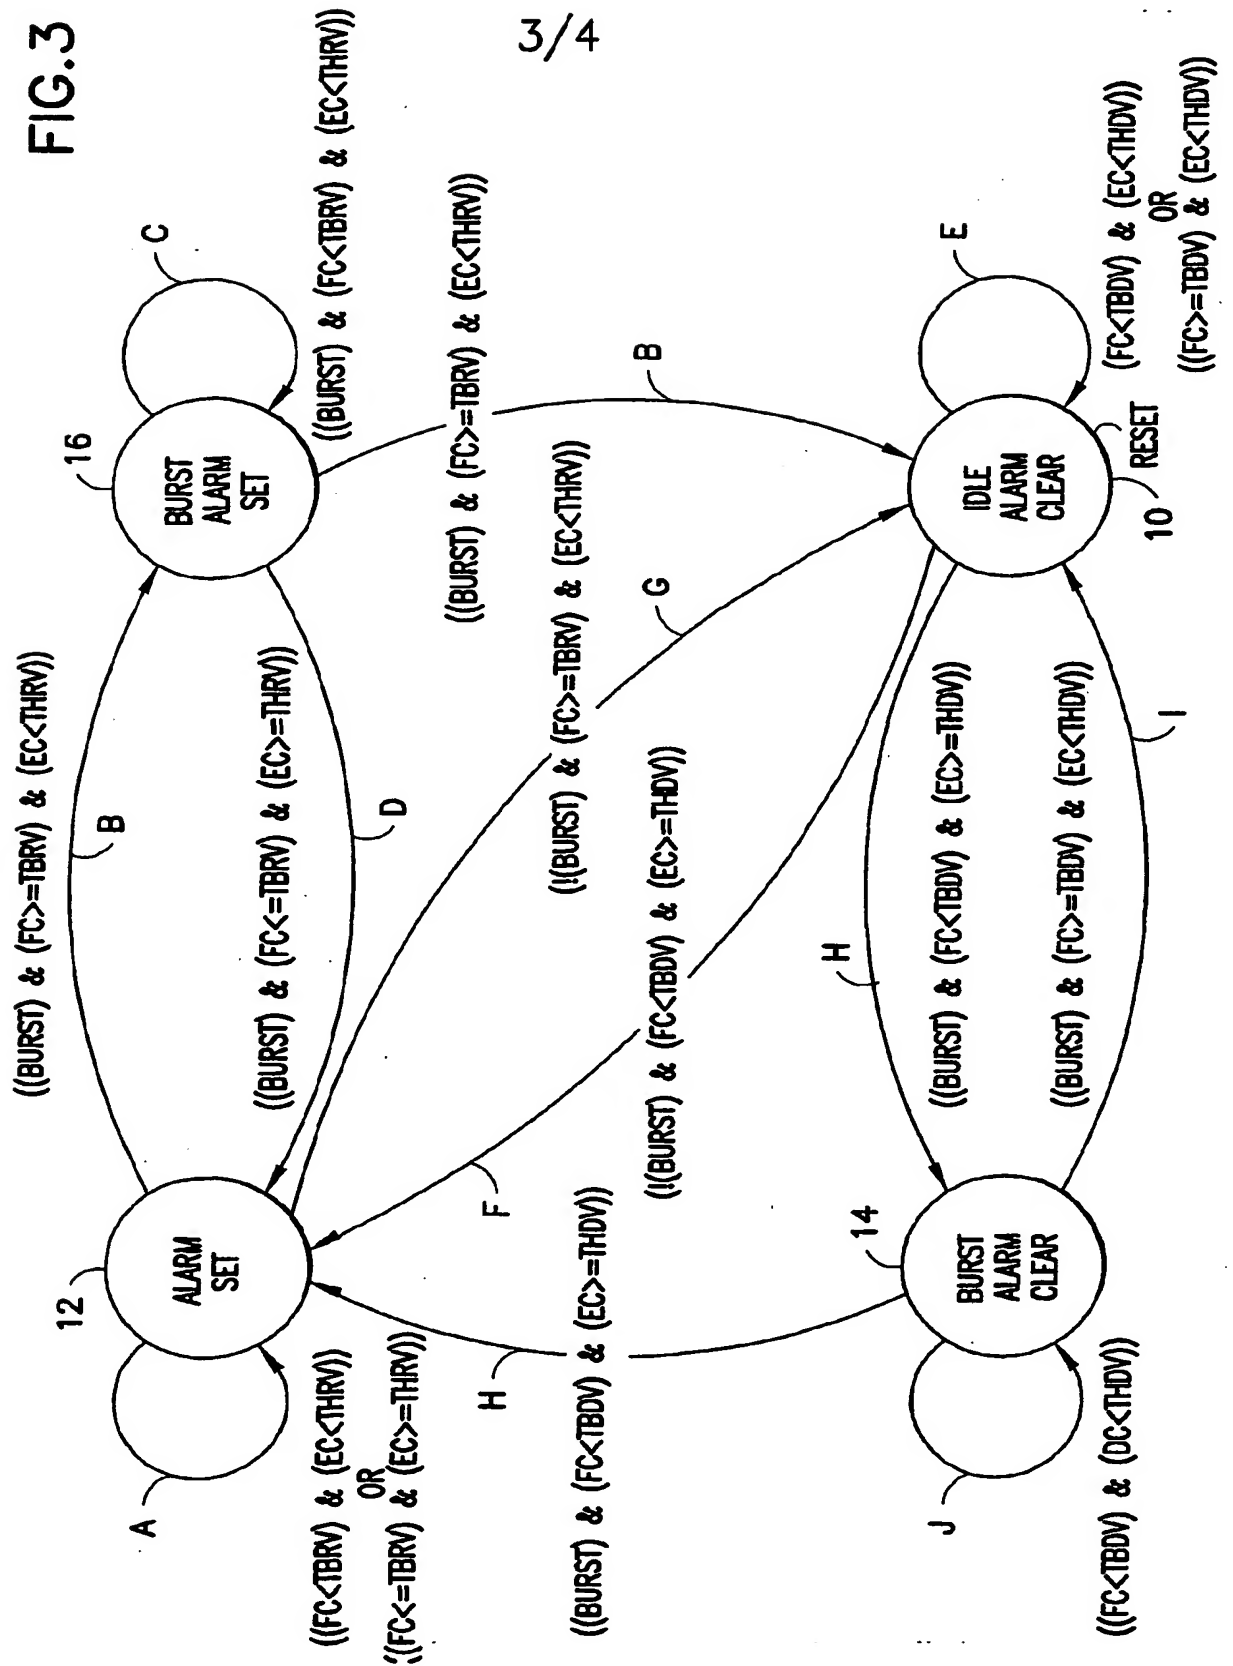 3/4
FIG.3
((BURST) & (FC>=TBRV) & (EC<THRV))
B
12
ALARM
SET
A
((FC<TBRV) & (EC<THRV))
OR
((FC<=TBRV) & (EC>=THRV))
16
BURST
ALARM
SET
C
((BURST) & (FC<TBRV) & (EC<THRV))
((BURST) & (FC<=TBRV) & (EC>=THRV))
D
((BURST) & (FC>=TBRV) & (EC<THRV))
B
(!(BURST) & (FC>=TBRV) & (EC<THRV))
G
(!(BURST) & (FC<TBDV) & (EC>=THDV))
F
H
((BURST) & (FC<TBDV) & (EC>=THDV))
H
((BURST) & (FC<TBDV) & (EC>=THDV))
((BURST) & (FC>=TBDV) & (EC<THDV))
I
14
BURST
ALARM
CLEAR
J
((FC<TBDV) & (DC<THDV))
IDLE
ALARM
CLEAR
10
RESET
E
(FC<TBDV) & (EC<THDV))
OR
((FC>=TBDV) & (EC<THDV))